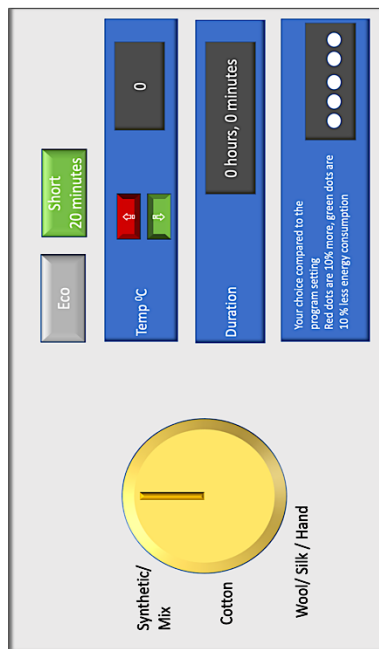 Eco
Short
20 minutes
Synthetic/
Mix
Cotton
Wool/ Silk / Hand
Temp ⁰C
0
Duration
0 hours, 0 minutes
Your choice compared to the
program setting
Red dots are 10% more, green dots are
10 % less energy consumption